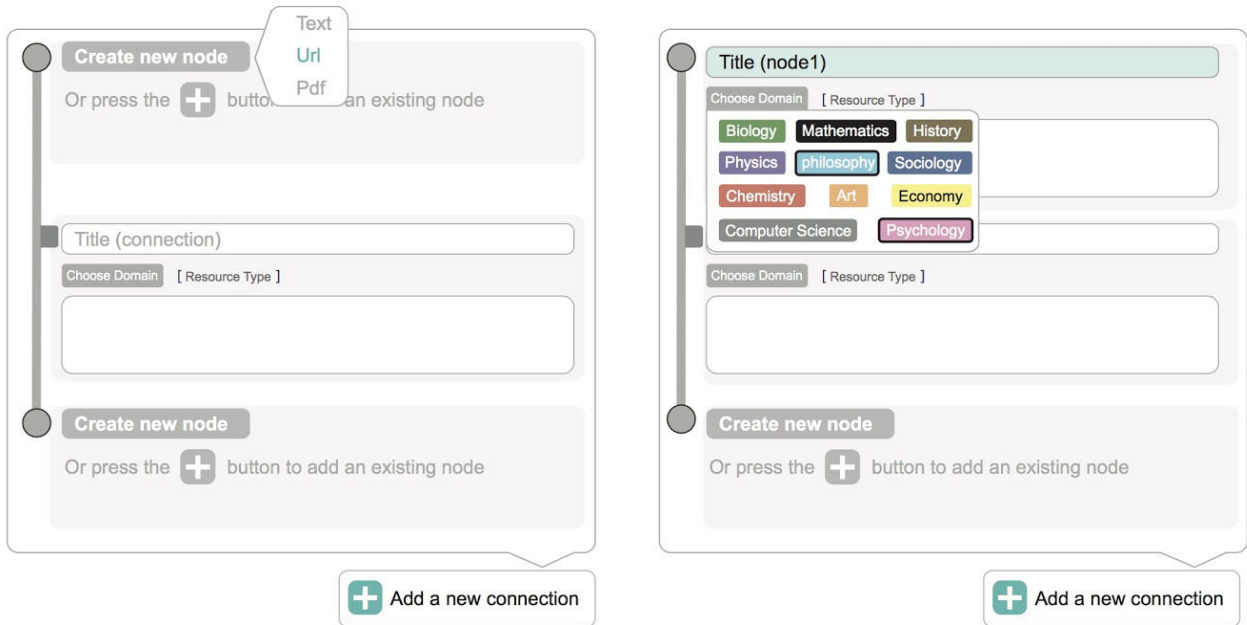 Text
Url
Pdf
Create new node
Or press the + button an existing node
Title (connection)
Choose Domain [ Resource Type ]
Create new node
Or press the + button to add an existing node
+ Add a new connection
Title (node1)
Choose Domain [ Resource Type ]
Biology Mathematics History
Physics philosophy Sociology
Chemistry Art Economy
Computer Science Psychology
Choose Domain [ Resource Type ]
Create new node
Or press the + button to add an existing node
+ Add a new connection